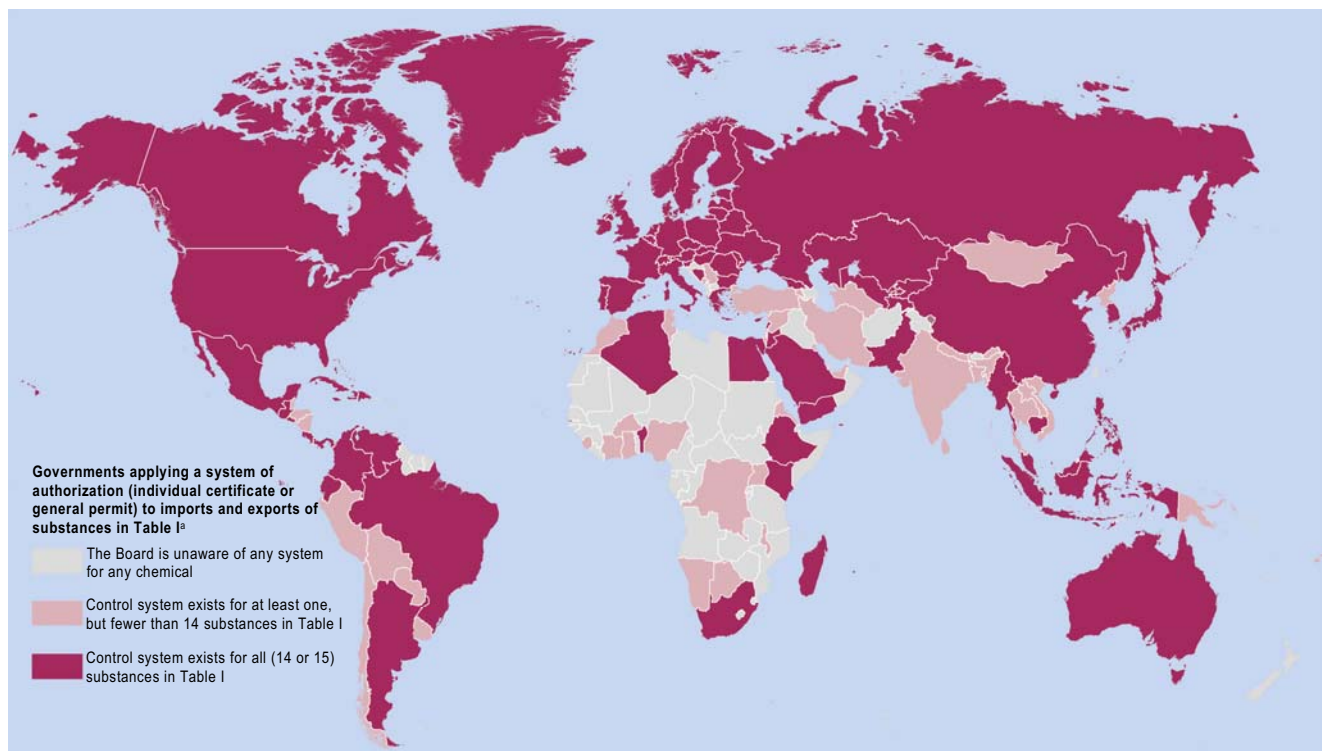 Governments applying a system of
authorization (individual certificate or
general permit) to imports and exports of
substances in Table Iᵃ
The Board is unaware of any system
for any chemical
Control system exists for at least one,
but fewer than 14 substances in Table I
Control system exists for all (14 or 15)
substances in Table I